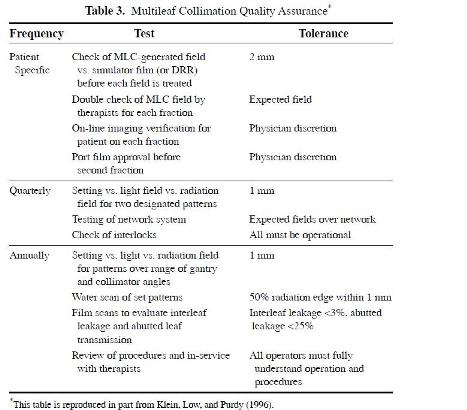 Table 3. Multileaf Collimation Quality Assurance*
Frequency Test Tolerance
Patient Check of MLC-generated field 2 mm
Specific vs. simulator film (or DRR)
before each field is treated
Double check of MLC field by Expected field
therapists for each fraction
On-line imaging verification for Physician discretion
patient on each fraction
Port film approval before Physician discretion
second fraction
Quarterly Setting vs. light field vs. radiation 1 mm
field for two designated patterns
Testing of network system Expected fields over network
Check of interlocks All must be operational
Annually Setting vs. light vs. radiation field 1 mm
for patterns over range of gantry
and collimator angles
Water scan of set patterns 50% radiation edge within 1 mm
Film scans to evaluate interleaf Interleaf leakage <3%, abutted
leakage and abutted leaf leakage <25%
transmission
Review of procedures and in-service All operators must fully
with therapists understand operation and
procedures
*This table is reproduced in part from Klein, Low, and Purdy (1996).